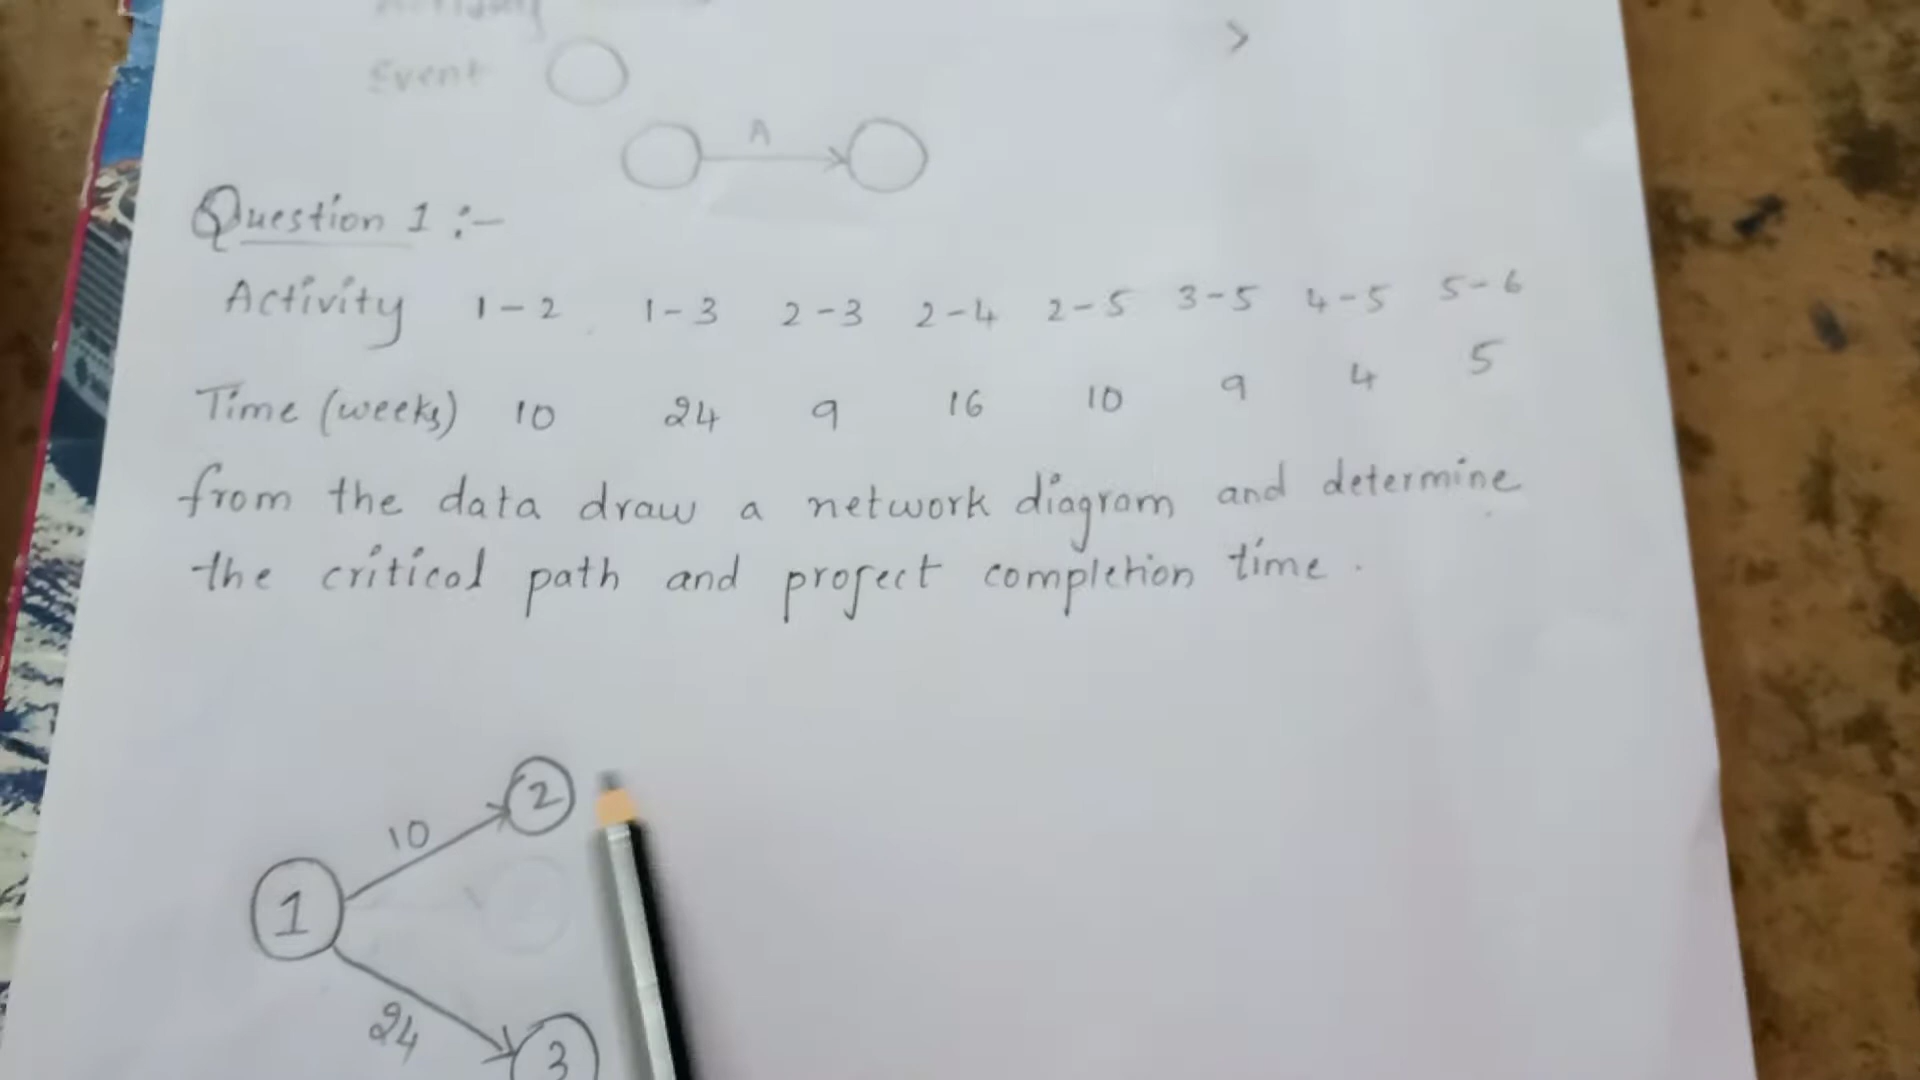 Event
A
Question 1 :-
Activity 1-2 1-3 2-3 2-4 2-5 3-5 4-5 5-6
Time (weeks) 10 24 9 16 10 9 4 5
from the data draw a network diagram and determine
the critical path and project completion time .
10
2
1
24
3